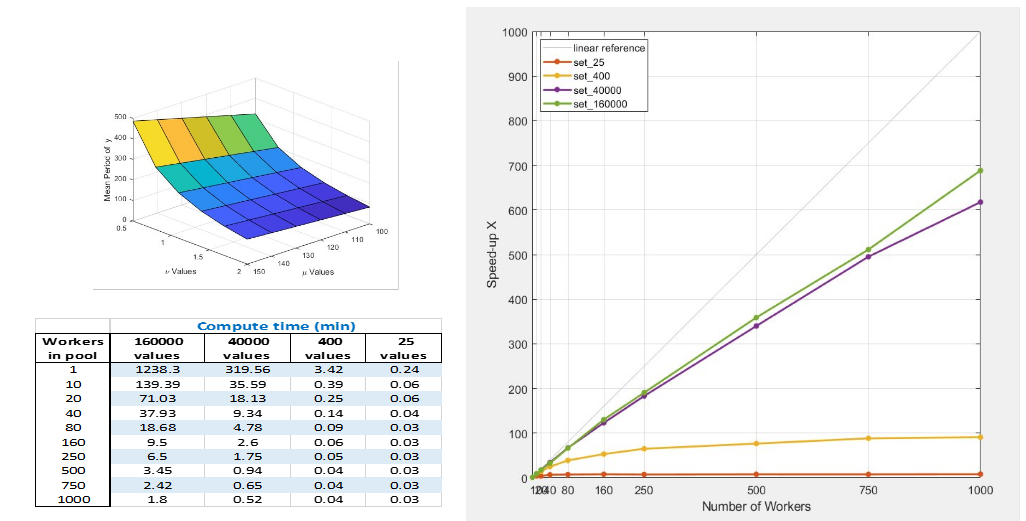 500
400
300
200
100
0
Mean Period of y
0.5
1
1.5
2
ν Values
150
140
130
120
110
100
μ Values
Compute time (min)
Workers in pool 160000 values 40000 values 400 values 25 values
1 1238.3 319.56 3.42 0.24
10 139.39 35.59 0.39 0.06
20 71.03 18.13 0.25 0.06
40 37.93 9.34 0.14 0.04
80 18.68 4.78 0.09 0.03
160 9.5 2.6 0.06 0.03
250 6.5 1.75 0.05 0.03
500 3.45 0.94 0.04 0.03
750 2.42 0.65 0.04 0.03
1000 1.8 0.52 0.04 0.03
linear reference
set_25
set_400
set_40000
set_160000
1000
900
800
700
600
500
400
300
200
100
0
Speed-up X
80 160 250 500 750 1000
Number of Workers